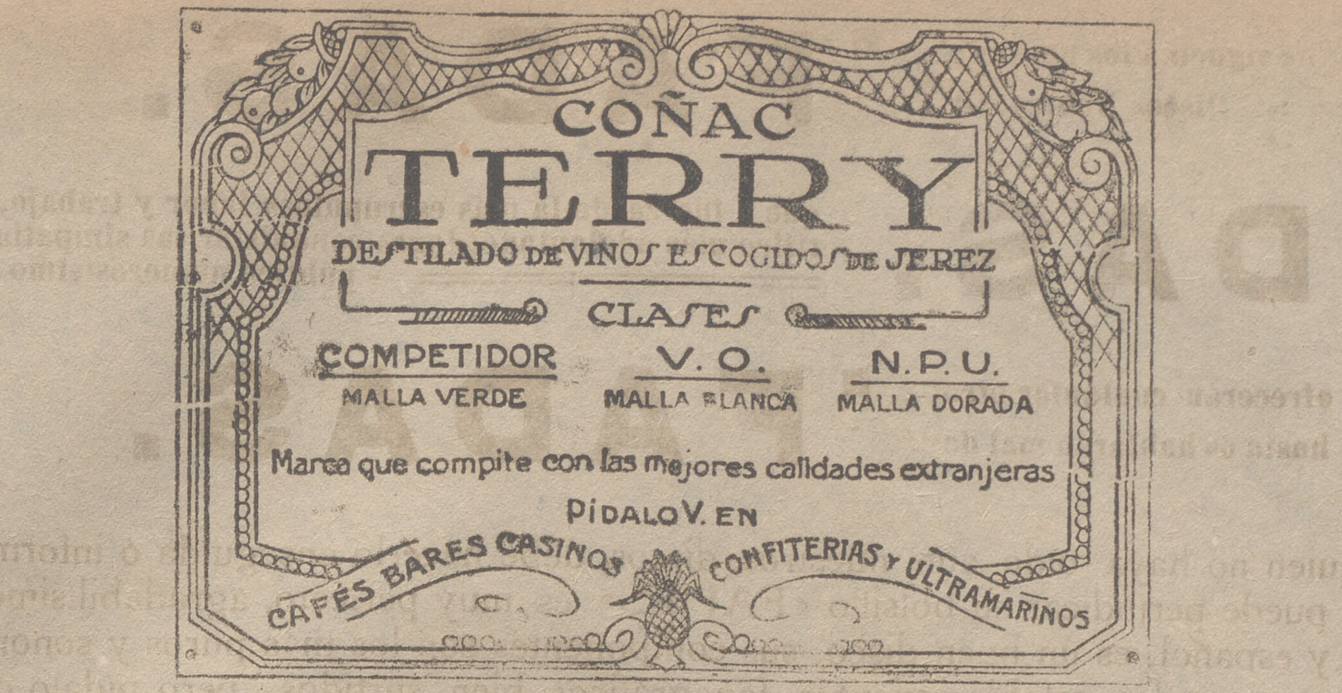 COÑAC
TERRY
DESTILADO DE VINOS ESCOGIDOS DE JEREZ
CLASES
COMPETIDOR V. O. N. P. U.
MALLA VERDE MALLA BLANCA MALLA DORADA
Marca que compite con las mejores calidades extranjeras
PÍDALO V. EN
CAFÉS BARES CASINOS CONFITERIAS Y ULTRAMARINOS